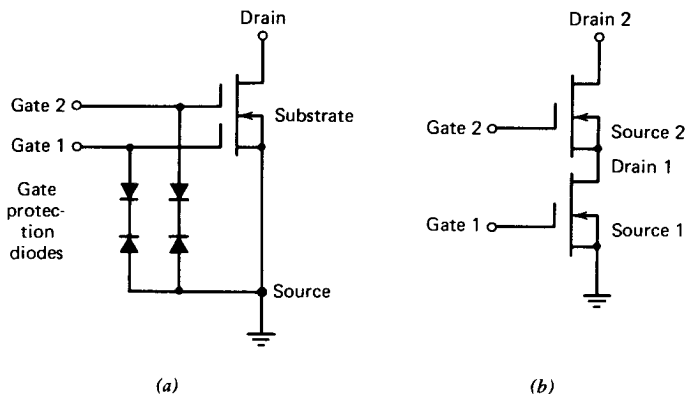 Drain
Gate 2
Substrate
Gate 1
Gate
protec-
tion
diodes
Source
(a)
Drain 2
Gate 2
Source 2
Drain 1
Gate 1
Source 1
(b)